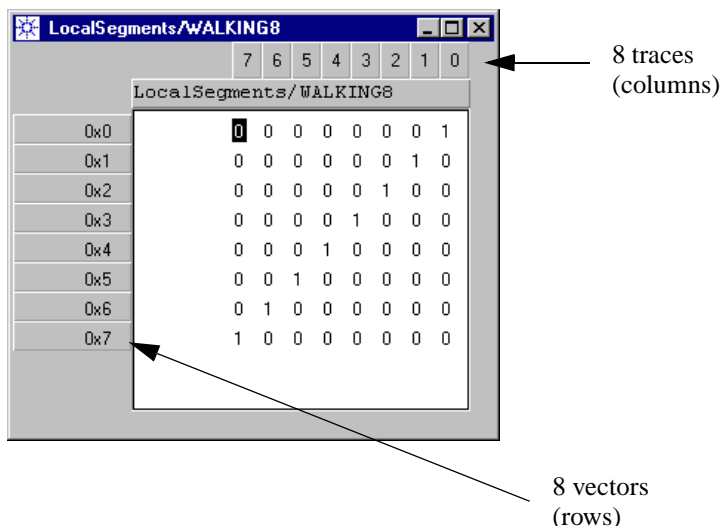 LocalSegments/WALKING8
7 6 5 4 3 2 1 0
8 traces
(columns)
LocalSegments/WALKING8
0x0 0 0 0 0 0 0 0 1
0x1 0 0 0 0 0 0 1 0
0x2 0 0 0 0 0 1 0 0
0x3 0 0 0 0 1 0 0 0
0x4 0 0 0 1 0 0 0 0
0x5 0 0 1 0 0 0 0 0
0x6 0 1 0 0 0 0 0 0
0x7 1 0 0 0 0 0 0 0
8 vectors
(rows)